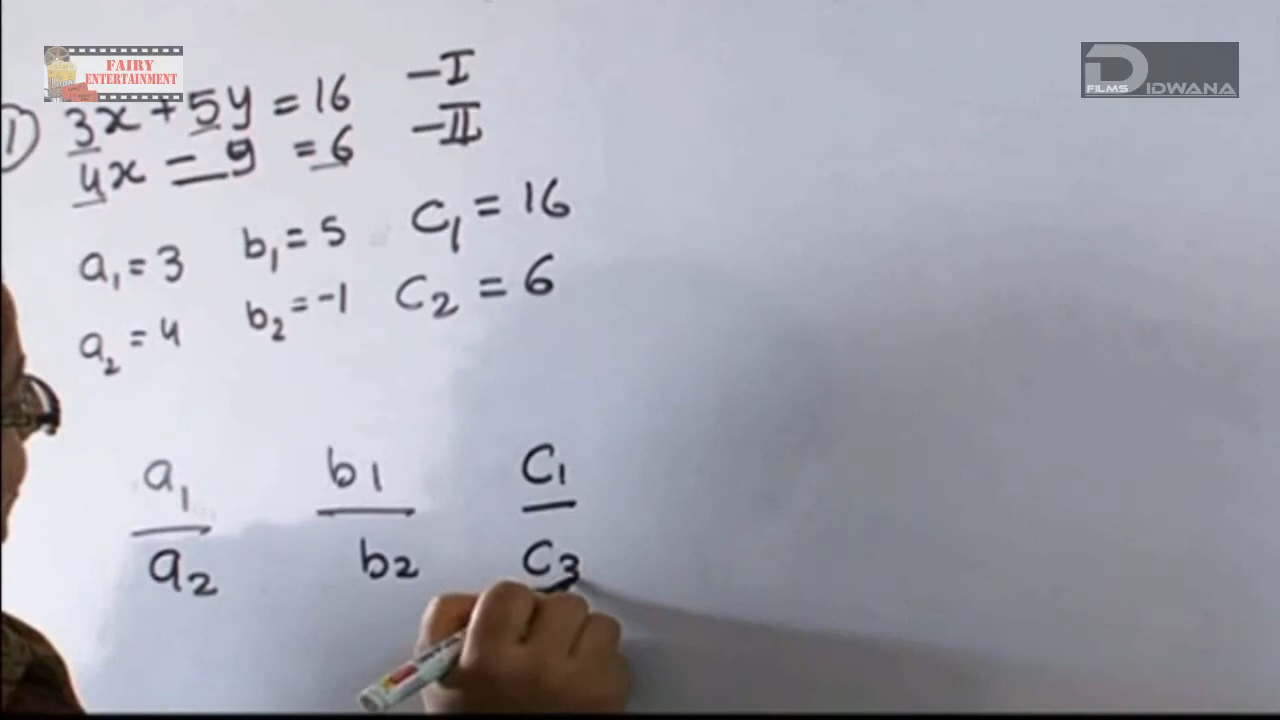 FAIRY
ENTERTAINMENT
DIDWANA
FILMS
1) 3x + 5y = 16 - I
4x - y = 6 - II
a₁ = 3 b₁ = 5 C₁ = 16
a₂ = 4 b₂ = -1 C₂ = 6
a₁ b₁ C₁
a₂ b₂ C₃